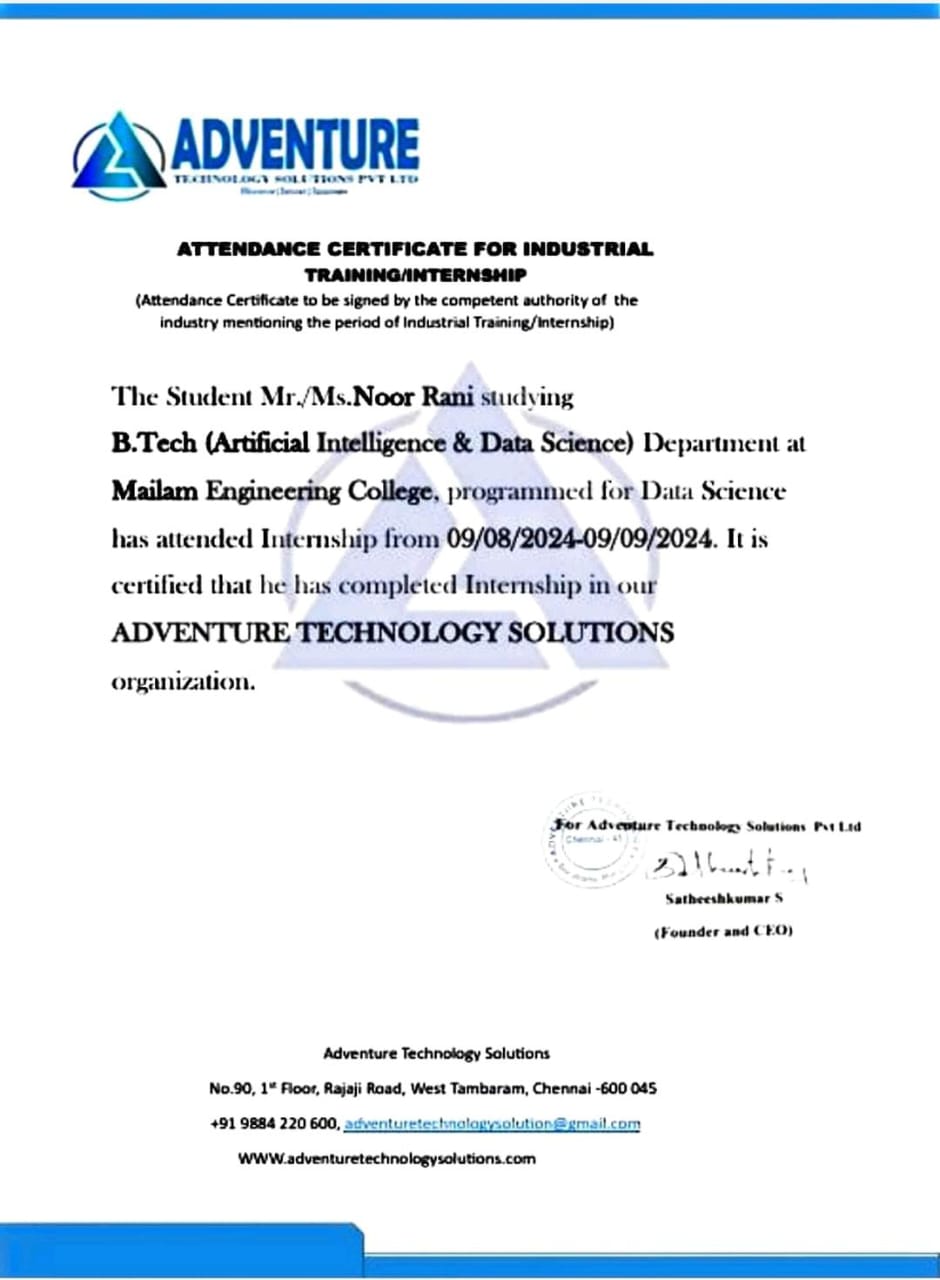 ADVENTURE
TECHNOLOGY SOLUTIONS PVT LTD
ATTENDANCE CERTIFICATE FOR INDUSTRIAL
TRAINING/INTERNSHIP
(Attendance Certificate to be signed by the competent authority of the
industry mentioning the period of Industrial Training/Internship)
The Student Mr./Ms.Noor Rani studying
B.Tech (Artificial Intelligence & Data Science) Department at
Mailam Engineering College, programmed for Data Science
has attended Internship from 09/08/2024-09/09/2024. It is
certified that he has completed Internship in our
ADVENTURE TECHNOLOGY SOLUTIONS
organization.
For Adventure Technology Solutions Pvt Ltd
Chennai - 45
Satheeshkumar S
(Founder and CEO)
Adventure Technology Solutions
No.90, 1st Floor, Rajaji Road, West Tambaram, Chennai -600 045
+91 9884 220 600, adventuretechnologysolution@gmail.com
WWW.adventuretechnologysolutions.com